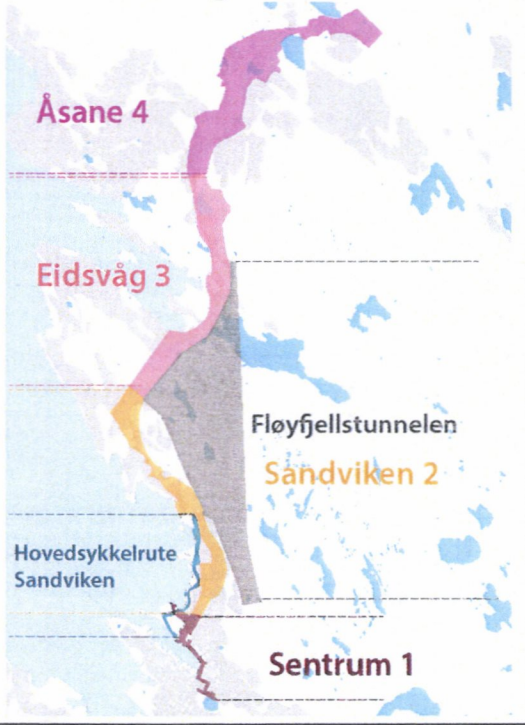 Åsane 4
Eidsvåg 3
Fløyfjellstunnelen
Sandviken 2
Hovedsykkelrute
Sandviken
Sentrum 1